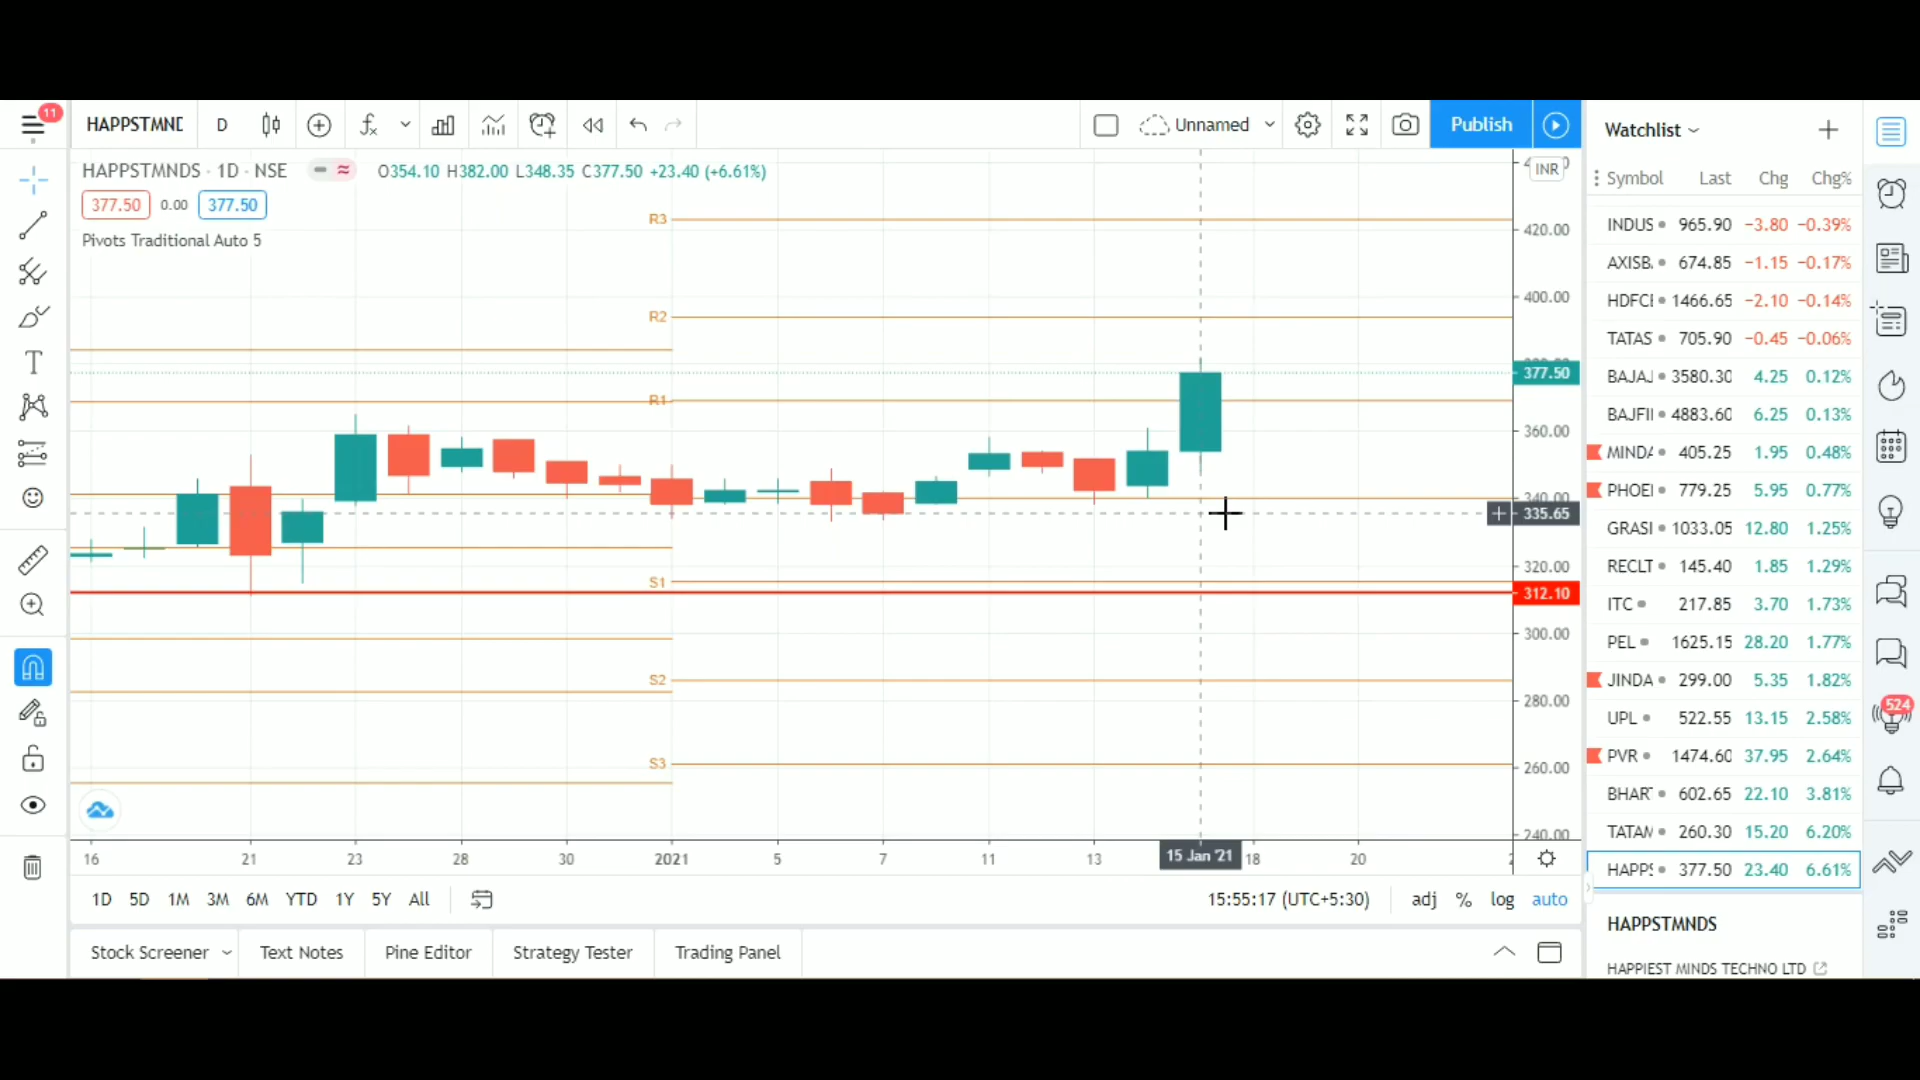 11
HAPPSTMNDS D Unnamed Publish
HAPPSTMNDS · 1D · NSE O354.10 H382.00 L348.35 C377.50 +23.40 (+6.61%)
377.50 0.00 377.50
Pivots Traditional Auto 5
R3
R2
R1
S1
S2
S3
INR
420.00
400.00
377.50
360.00
340.00
335.65
320.00
312.10
300.00
280.00
260.00
240.00
16 21 23 28 30 2021 5 7 11 13 15 Jan '21 18 20
1D 5D 1M 3M 6M YTD 1Y 5Y All 15:55:17 (UTC+5:30) adj % log auto
Stock Screener Text Notes Pine Editor Strategy Tester Trading Panel
Watchlist
Symbol Last Chg Chg%
INDUS 965.90 −3.80 −0.39%
AXISB 674.85 −1.15 −0.17%
HDFCB 1466.65 −2.10 −0.14%
TATAS 705.90 −0.45 −0.06%
BAJAJ 3580.30 4.25 0.12%
BAJFI 4883.60 6.25 0.13%
MINDA 405.25 1.95 0.48%
PHOE 779.25 5.95 0.77%
GRASI 1033.05 12.80 1.25%
RECLT 145.40 1.85 1.29%
ITC 217.85 3.70 1.73%
PEL 1625.15 28.20 1.77%
JINDA 299.00 5.35 1.82%
UPL 522.55 13.15 2.58%
PVR 1474.60 37.95 2.64%
BHART 602.65 22.10 3.81%
TATAM 260.30 15.20 6.20%
HAPPS 377.50 23.40 6.61%
HAPPSTMNDS
HAPPIEST MINDS TECHNO LTD
524